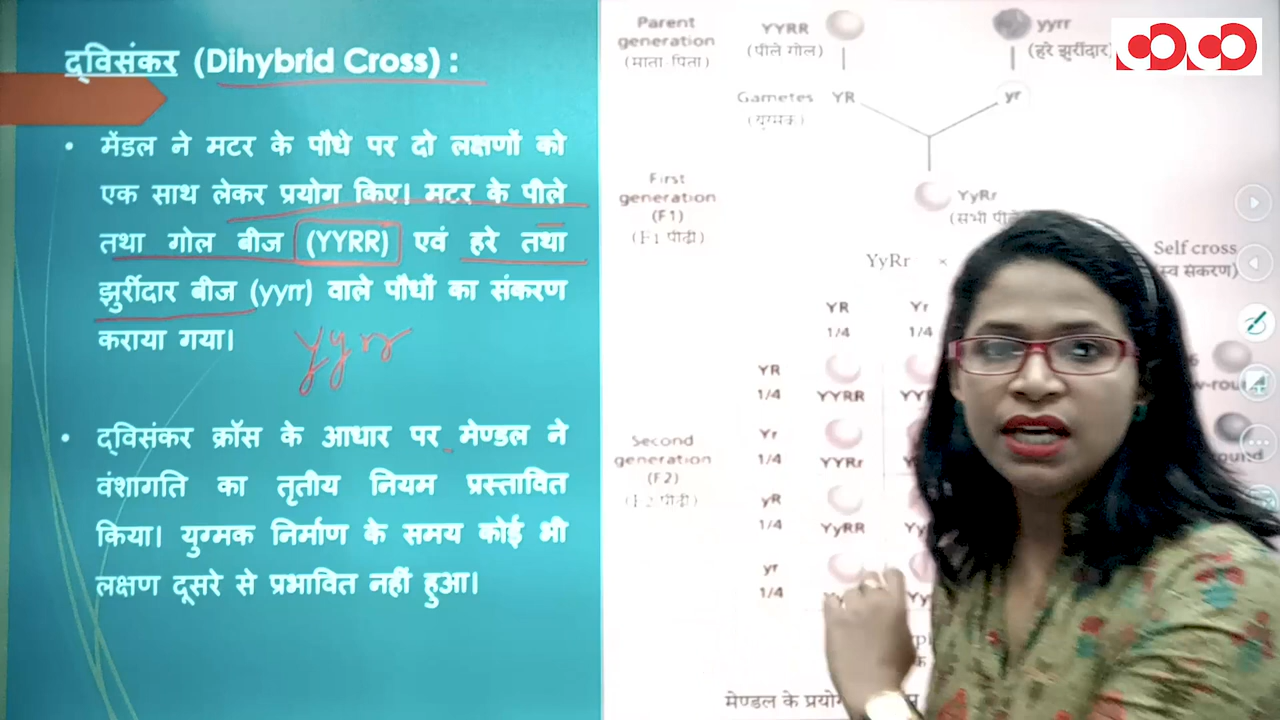 द्विसंकर (Dihybrid Cross) :
• मेंडल ने मटर के पौधे पर दो लक्षणों को
एक साथ लेकर प्रयोग किए। मटर के पीले
तथा गोल बीज (YYRR) एवं हरे तथा
झुर्रीदार बीज (yyrr) वाले पौधों का संकरण
कराया गया।
yyr
• द्विसंकर क्रॉस के आधार पर मेण्डल ने
वंशागति का तृतीय नियम प्रस्तावित
किया। युग्मक निर्माण के समय कोई भी
लक्षण दूसरे से प्रभावित नहीं हुआ।
Parent
generation
(माता-पिता)
YYRR
(पीले गोल)
yyrr
(हरे झुर्रीदार)
Gametes
(युग्मक)
YR
yr
First
generation
(F1)
(F1 पीढ़ी)
YyRr
(सभी पीले
YyRr ×
Self cross
(स्व संकरण)
YR Yr
1/4 1/4
YR
1/4 YYRR
Yr
1/4 YYRr
yR
1/4 YyRR
yr
1/4
Second
generation
(F2)
(F2 पीढ़ी)
w-round
round
मेण्डल के